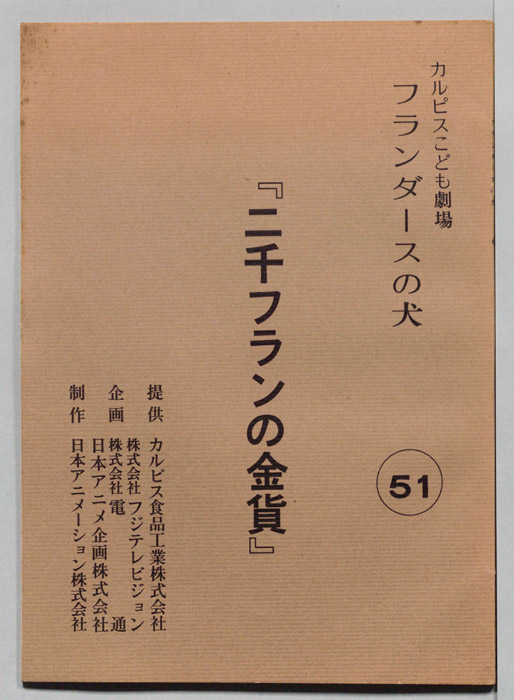 カルピスこども劇場
フランダースの犬
51
『二千フランの金貨』
提供 カルピス食品工業株式会社
株式会社フジテレビジョン
企画 株式会社電通
日本アニメ企画株式会社
制作 日本アニメーション株式会社